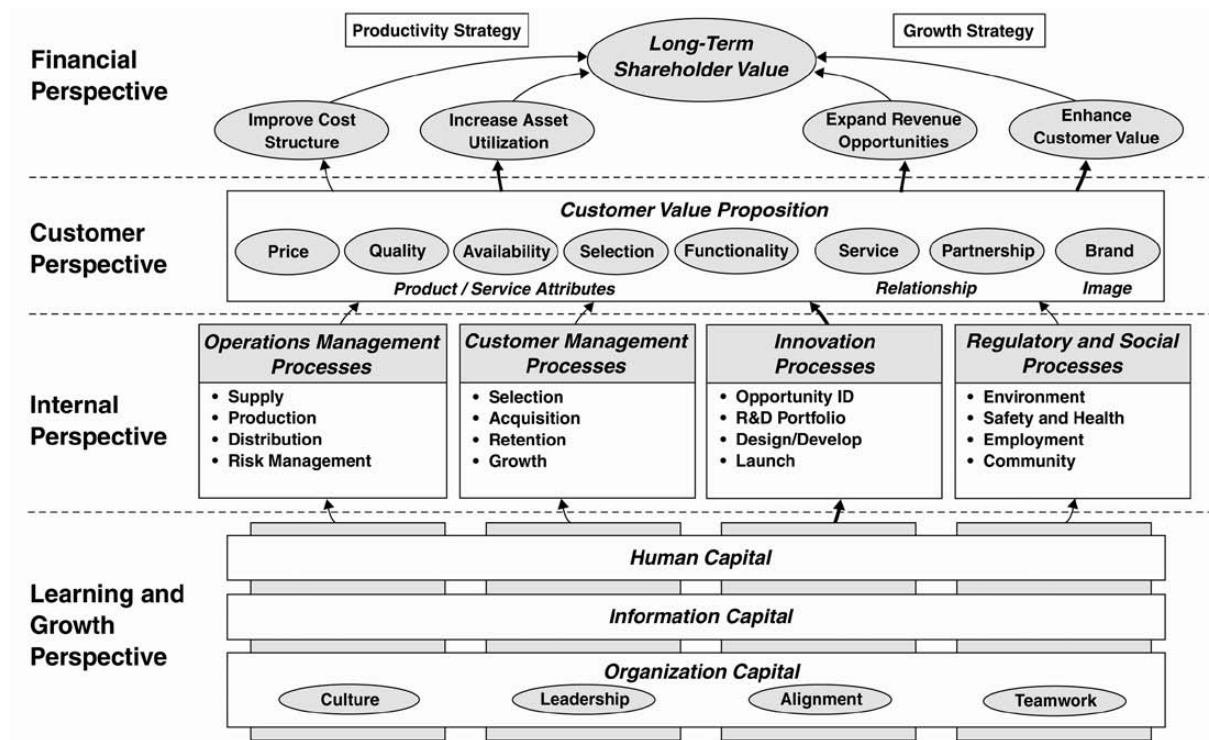 Financial
Perspective
Productivity Strategy
Growth Strategy
Long-Term
Shareholder Value
Improve Cost
Structure
Increase Asset
Utilization
Expand Revenue
Opportunities
Enhance
Customer Value
Customer
Perspective
Customer Value Proposition
Price
Quality
Availability
Selection
Functionality
Service
Partnership
Brand
Product / Service Attributes
Relationship
Image
Internal
Perspective
Operations Management
Processes
• Supply
• Production
• Distribution
• Risk Management
Customer Management
Processes
• Selection
• Acquisition
• Retention
• Growth
Innovation
Processes
• Opportunity ID
• R&D Portfolio
• Design/Develop
• Launch
Regulatory and Social
Processes
• Environment
• Safety and Health
• Employment
• Community
Learning and
Growth
Perspective
Human Capital
Information Capital
Organization Capital
Culture
Leadership
Alignment
Teamwork